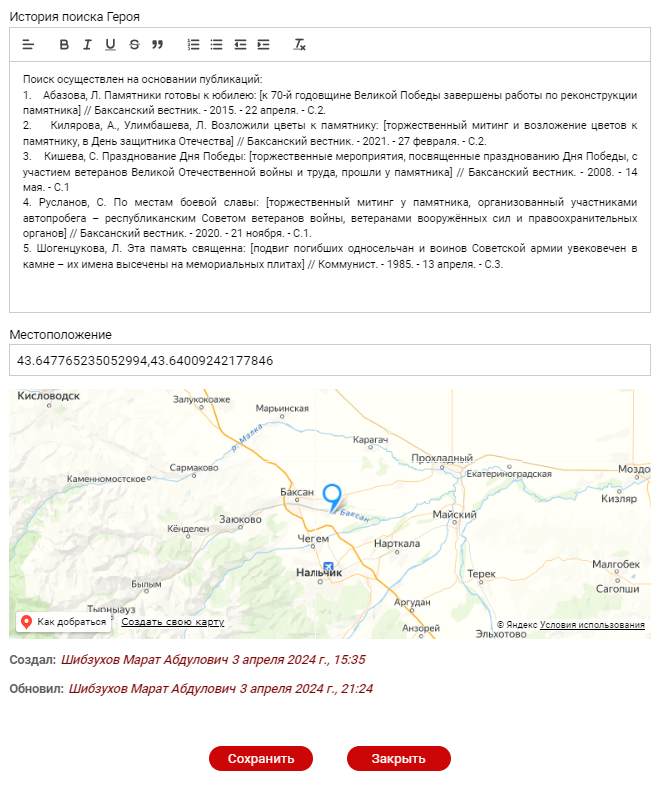 История поиска Героя
Поиск осуществлен на основании публикаций:
1. Абазова, Л. Памятники готовы к юбилею: [к 70-й годовщине Великой Победы завершены работы по реконструкции
памятника] // Баксанский вестник. - 2015. - 22 апреля. - С.2.
2. Килярова, А., Улимбашева, Л. Возложили цветы к памятнику: [торжественный митинг и возложение цветов к
памятнику, в День защитника Отечества] // Баксанский вестник. - 2021. - 27 февраля. - С.2.
3. Кишева, С. Празднование Дня Победы: [торжественные мероприятия, посвященные празднованию Дня Победы, с
участием ветеранов Великой Отечественной войны и труда, прошли у памятника] // Баксанский вестник. - 2008. - 14
мая. - С.1
4. Русланов, С. По местам боевой славы: [торжественный митинг у памятника, организованный участниками
автопробега – республиканским Советом ветеранов войны, ветеранами вооружённых сил и правоохранительных
органов] // Баксанский вестник. - 2020. - 21 ноября. - С.1.
5. Шогенцукова, Л. Эта память священна: [подвиг погибших односельчан и воинов Советской армии увековечен в
камне – их имена высечены на мемориальных плитах] // Коммунист. - 1985. - 13 апреля. - С.3.
Местоположение
43.647765235052994,43.64009242177846
Кисловодск
Залукокоаже
Марьинская
р. Малка
Карагач
Прохладный
Сармаково
Каменномостское
Екатериноградская
Моздо
Баксан
Кизляр
Баксан
Заюково
Майский
Кёнделен
Чегем
Нарткала
Нальчик
Малгобек
Терек
Былым
Сагопши
Аргудан
Тырныауз
Как добраться
Создать свою карту
Анзорей
Эльхотово
© Яндекс Условия использования
Создал: Шибзухов Марат Абдулович 3 апреля 2024 г., 15:35
Обновил: Шибзухов Марат Абдулович 3 апреля 2024 г., 21:24
Сохранить
Закрыть